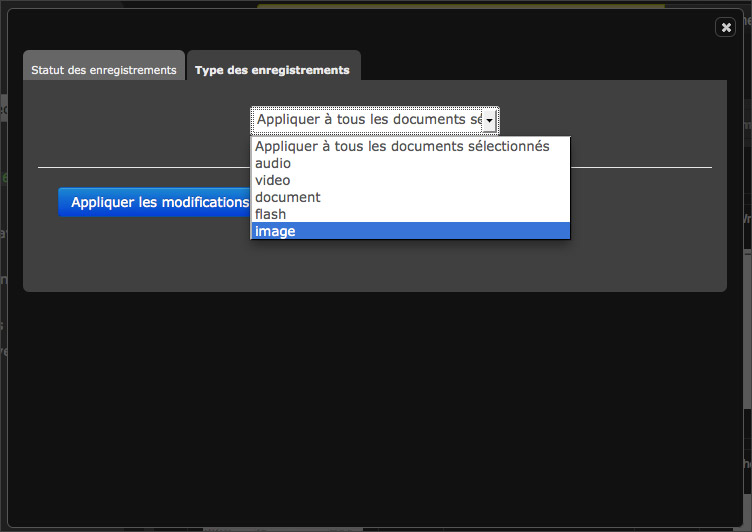 Statut des enregistrements
Type des enregistrements
Appliquer à tous les documents sé
Appliquer à tous les documents sélectionnés
audio
video
document
flash
image
Appliquer les modifications